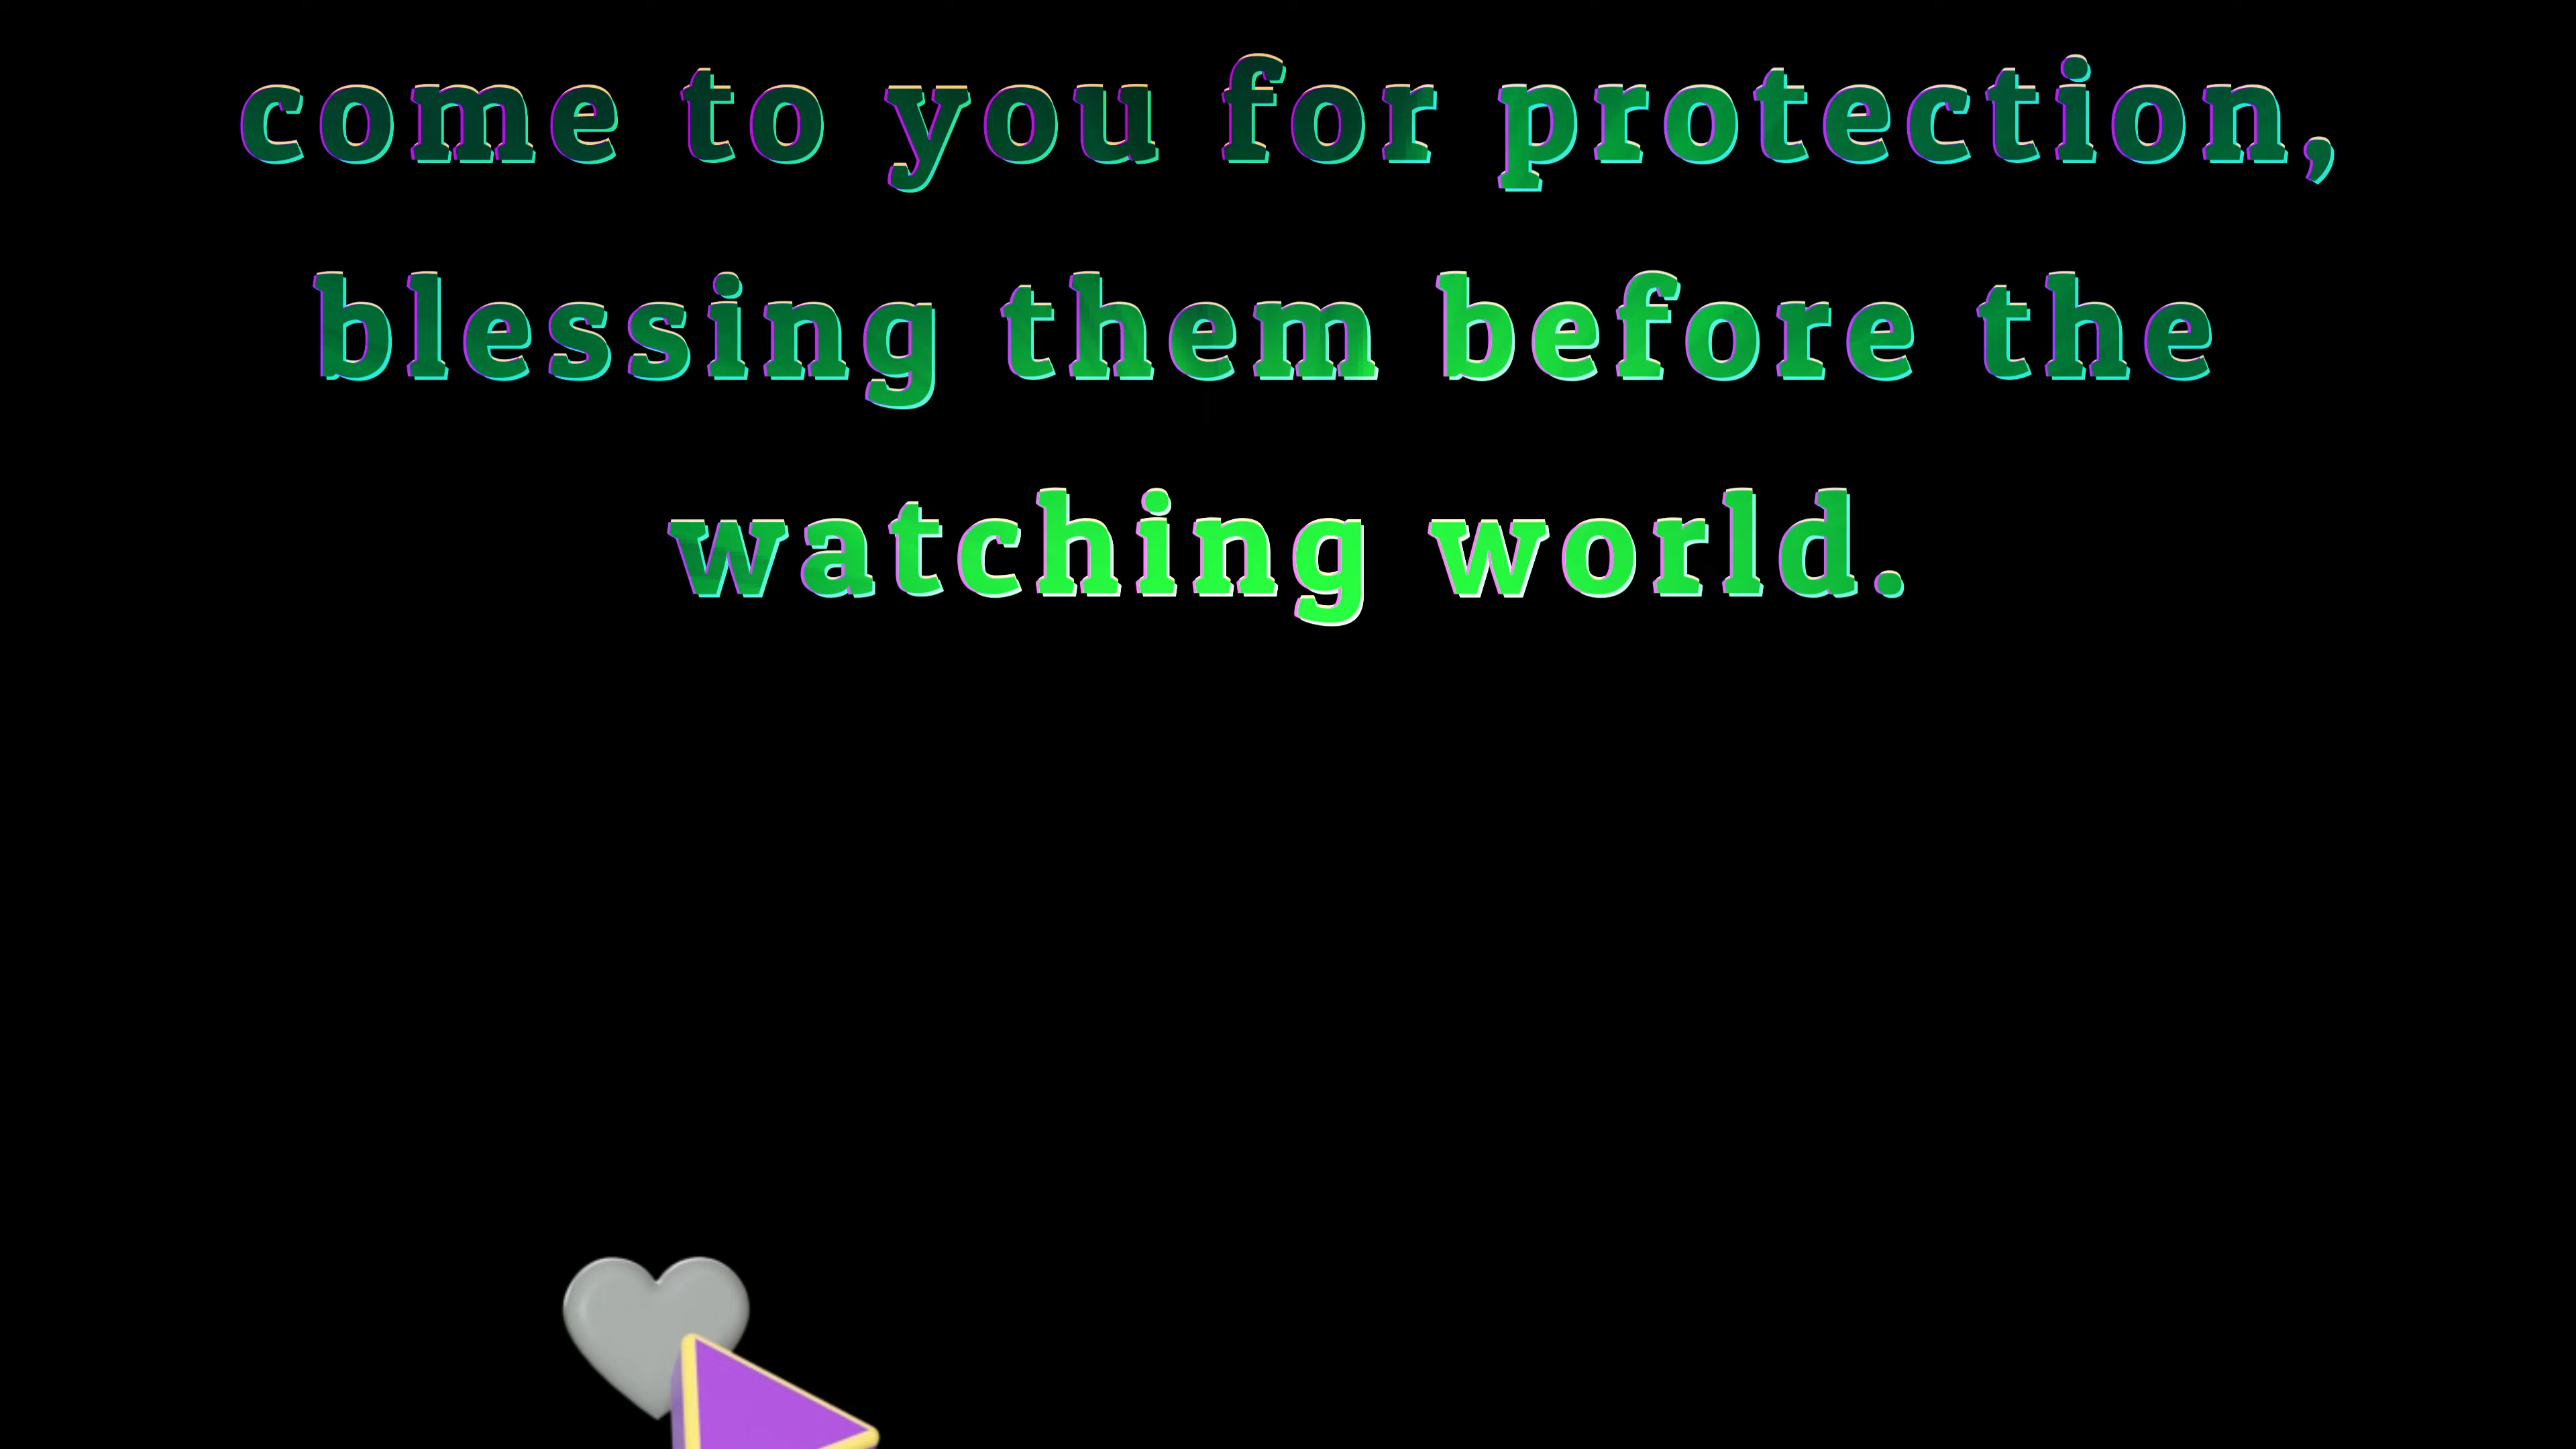 come to you for protection,
blessing them before the
watching world.